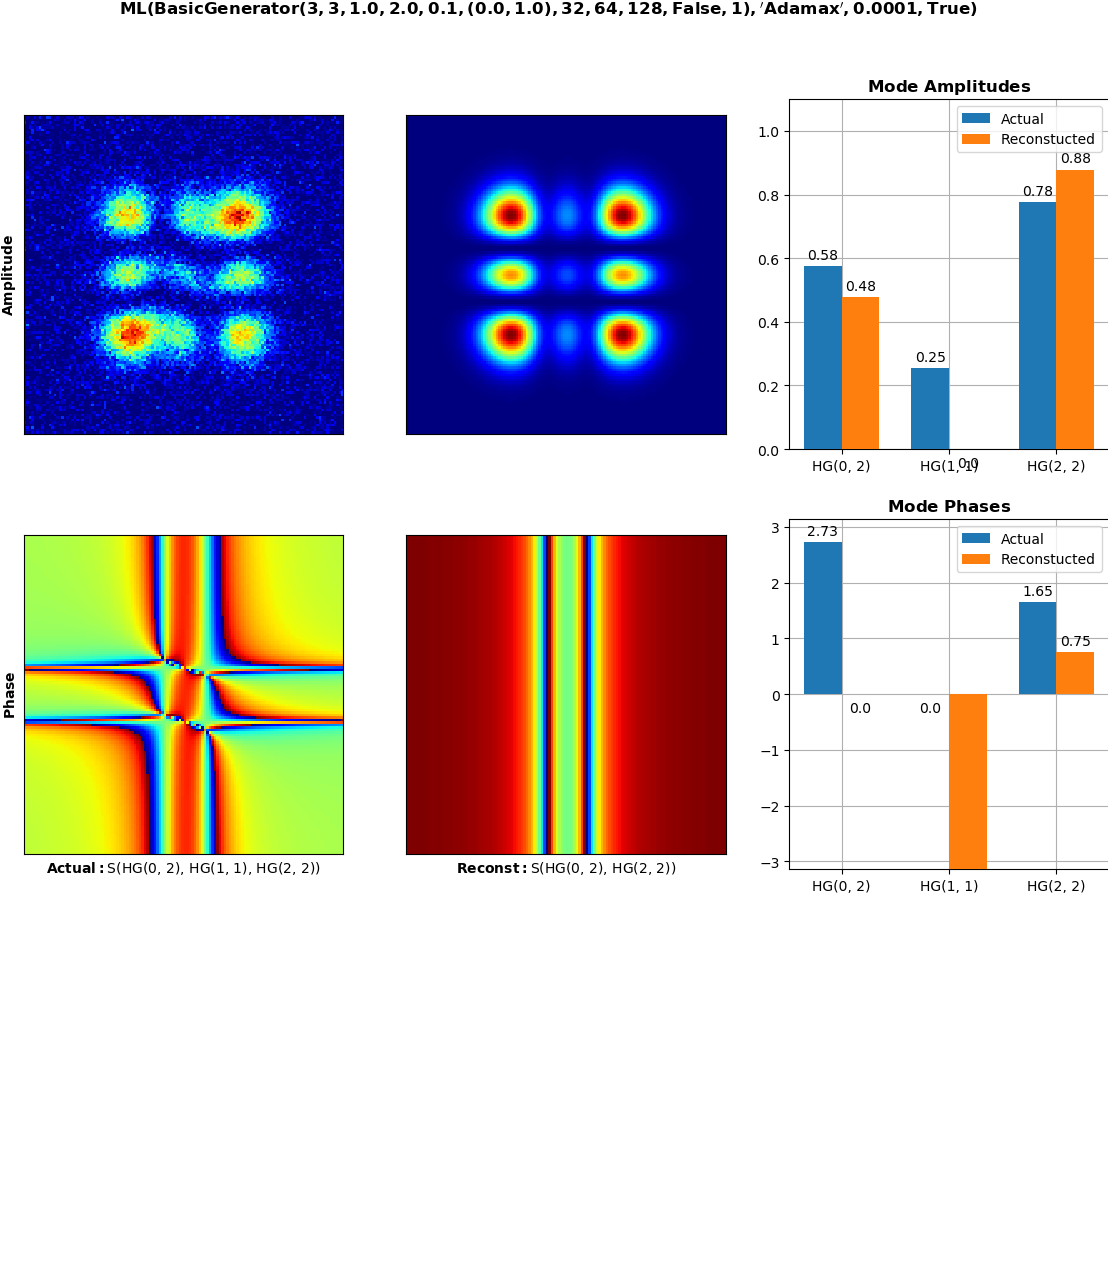 ML(BasicGenerator(3, 3, 1.0, 2.0, 0.1, (0.0, 1.0), 32, 64, 128, False, 1), ′Adamax′, 0.0001, True)
Amplitude
Mode Amplitudes
Actual
Reconstucted
1.0
0.8
0.6
0.4
0.2
0.0
0.58
0.48
0.25
0.0
0.78
0.88
HG(0, 2)
HG(1, 1)
HG(2, 2)
Phase
Actual: S(HG(0, 2), HG(1, 1), HG(2, 2))
Reconst: S(HG(0, 2), HG(2, 2))
Mode Phases
Actual
Reconstucted
3
2
1
0
−1
−2
−3
2.73
0.0
0.0
1.65
0.75
HG(0, 2)
HG(1, 1)
HG(2, 2)